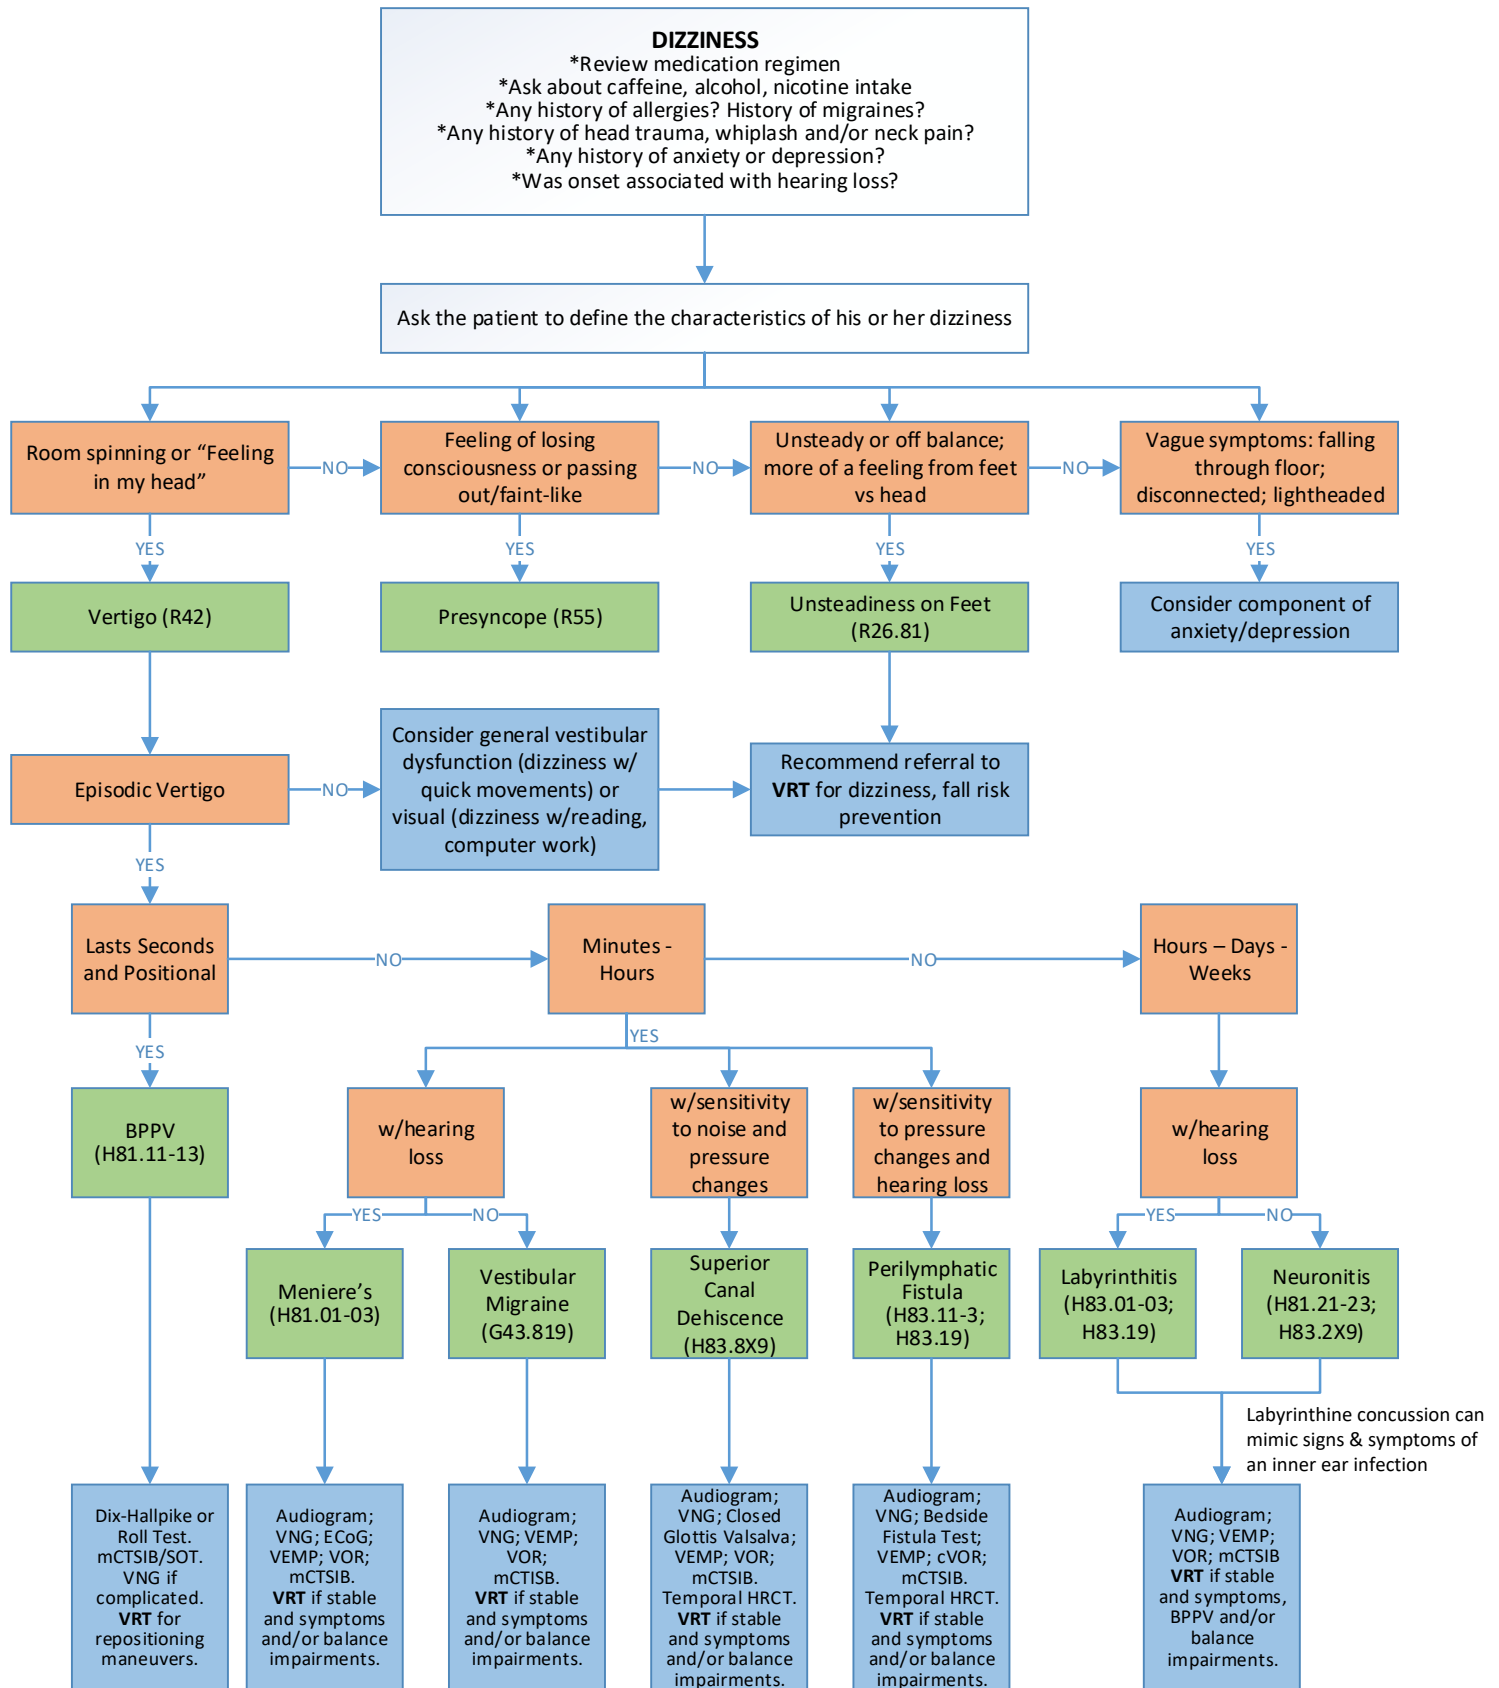 DIZZINESS
*Review medication regimen
*Ask about caffeine, alcohol, nicotine intake
*Any history of allergies? History of migraines?
*Any history of head trauma, whiplash and/or neck pain?
*Any history of anxiety or depression?
*Was onset associated with hearing loss?
Ask the patient to define the characteristics of his or her dizziness
Room spinning or “Feeling
in my head”
NO
Feeling of losing
consciousness or passing
out/faint-like
NO
Unsteady or off balance;
more of a feeling from feet
vs head
NO
Vague symptoms: falling
through floor;
disconnected; lightheaded
YES
YES
YES
YES
Vertigo (R42)
Presyncope (R55)
Unsteadiness on Feet
(R26.81)
Consider component of
anxiety/depression
Episodic Vertigo
NO
Consider general vestibular
dysfunction (dizziness w/
quick movements) or
visual (dizziness w/reading,
computer work)
Recommend referral to
VRT for dizziness, fall risk
prevention
YES
Lasts Seconds
and Positional
NO
Minutes -
Hours
NO
Hours – Days -
Weeks
YES
YES
BPPV
(H81.11-13)
w/hearing
loss
w/sensitivity
to noise and
pressure
changes
w/sensitivity
to pressure
changes and
hearing loss
w/hearing
loss
YES
NO
YES
NO
Meniere’s
(H81.01-03)
Vestibular
Migraine
(G43.819)
Superior
Canal
Dehiscence
(H83.8X9)
Perilymphatic
Fistula
(H83.11-3;
H83.19)
Labyrinthitis
(H83.01-03;
H83.19)
Neuronitis
(H81.21-23;
H83.2X9)
Labyrinthine concussion can
mimic signs & symptoms of
an inner ear infection
Dix-Hallpike or
Roll Test.
mCTSIB/SOT.
VNG if
complicated.
VRT for
repositioning
maneuvers.
Audiogram;
VNG; ECoG;
VEMP; VOR;
mCTSIB.
VRT if stable
and symptoms
and/or balance
impairments.
Audiogram;
VNG; VEMP;
VOR;
mCTISB.
VRT if stable
and symptoms
and/or balance
impairments.
Audiogram;
VNG; Closed
Glottis Valsalva;
VEMP; VOR;
mCTSIB.
Temporal HRCT.
VRT if stable
and symptoms
and/or balance
impairments.
Audiogram;
VNG; Bedside
Fistula Test;
VEMP; cVOR;
mCTSIB.
Temporal HRCT.
VRT if stable
and symptoms
and/or balance
impairments.
Audiogram;
VNG; VEMP;
VOR; mCTSIB
VRT if stable
and symptoms,
BPPV and/or
balance
impairments.